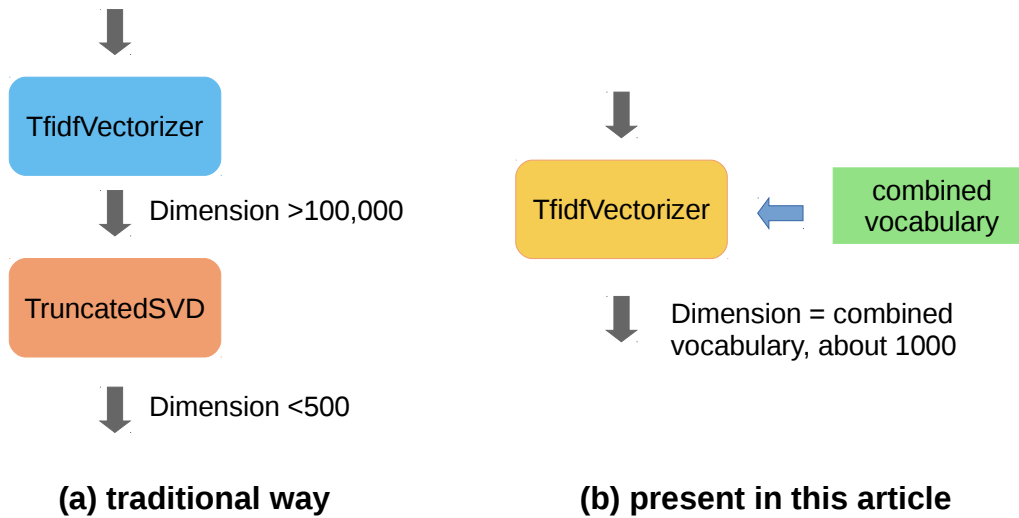 TfidfVectorizer
Dimension >100,000
TruncatedSVD
Dimension <500
(a) traditional way
TfidfVectorizer
combined
vocabulary
Dimension = combined
vocabulary, about 1000
(b) present in this article